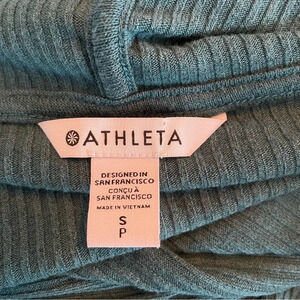 ATHLETA
DESIGNED IN
SAN FRANCISCO
CONÇU À
SAN FRANCISCO
MADE IN VIETNAM
S
P